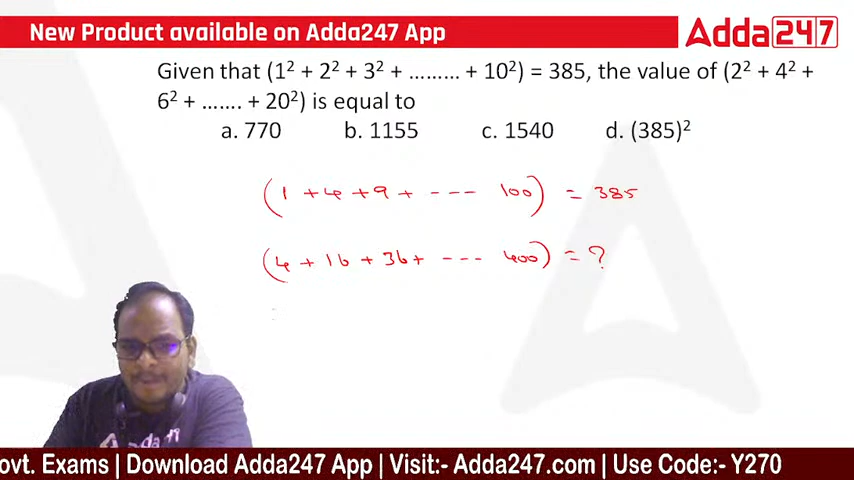 New Product available on Adda247 App
Adda247
Given that (1² + 2² + 3² + ……… + 10²) = 385, the value of (2² + 4² +
6² + ……. + 20²) is equal to
a. 770 b. 1155 c. 1540 d. (385)²
(1 + 4 + 9 + --- 100) = 385
(4 + 16 + 36 + --- 400) = ?
ovt. Exams | Download Adda247 App | Visit:- Adda247.com | Use Code:- Y270